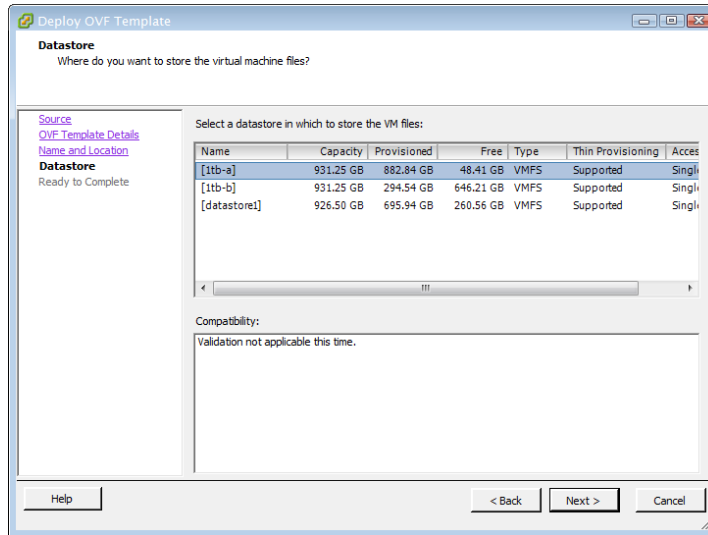 Deploy OVF Template
Datastore
Where do you want to store the virtual machine files?
Source
OVF Template Details
Name and Location
Datastore
Ready to Complete
Select a datastore in which to store the VM files:
Name Capacity Provisioned Free Type Thin Provisioning Acces
[1tb-a] 931.25 GB 882.84 GB 48.41 GB VMFS Supported Singl
[1tb-b] 931.25 GB 294.54 GB 646.21 GB VMFS Supported Singl
[datastore1] 926.50 GB 695.94 GB 260.56 GB VMFS Supported Singl
Compatibility:
Validation not applicable this time.
Help < Back Next > Cancel